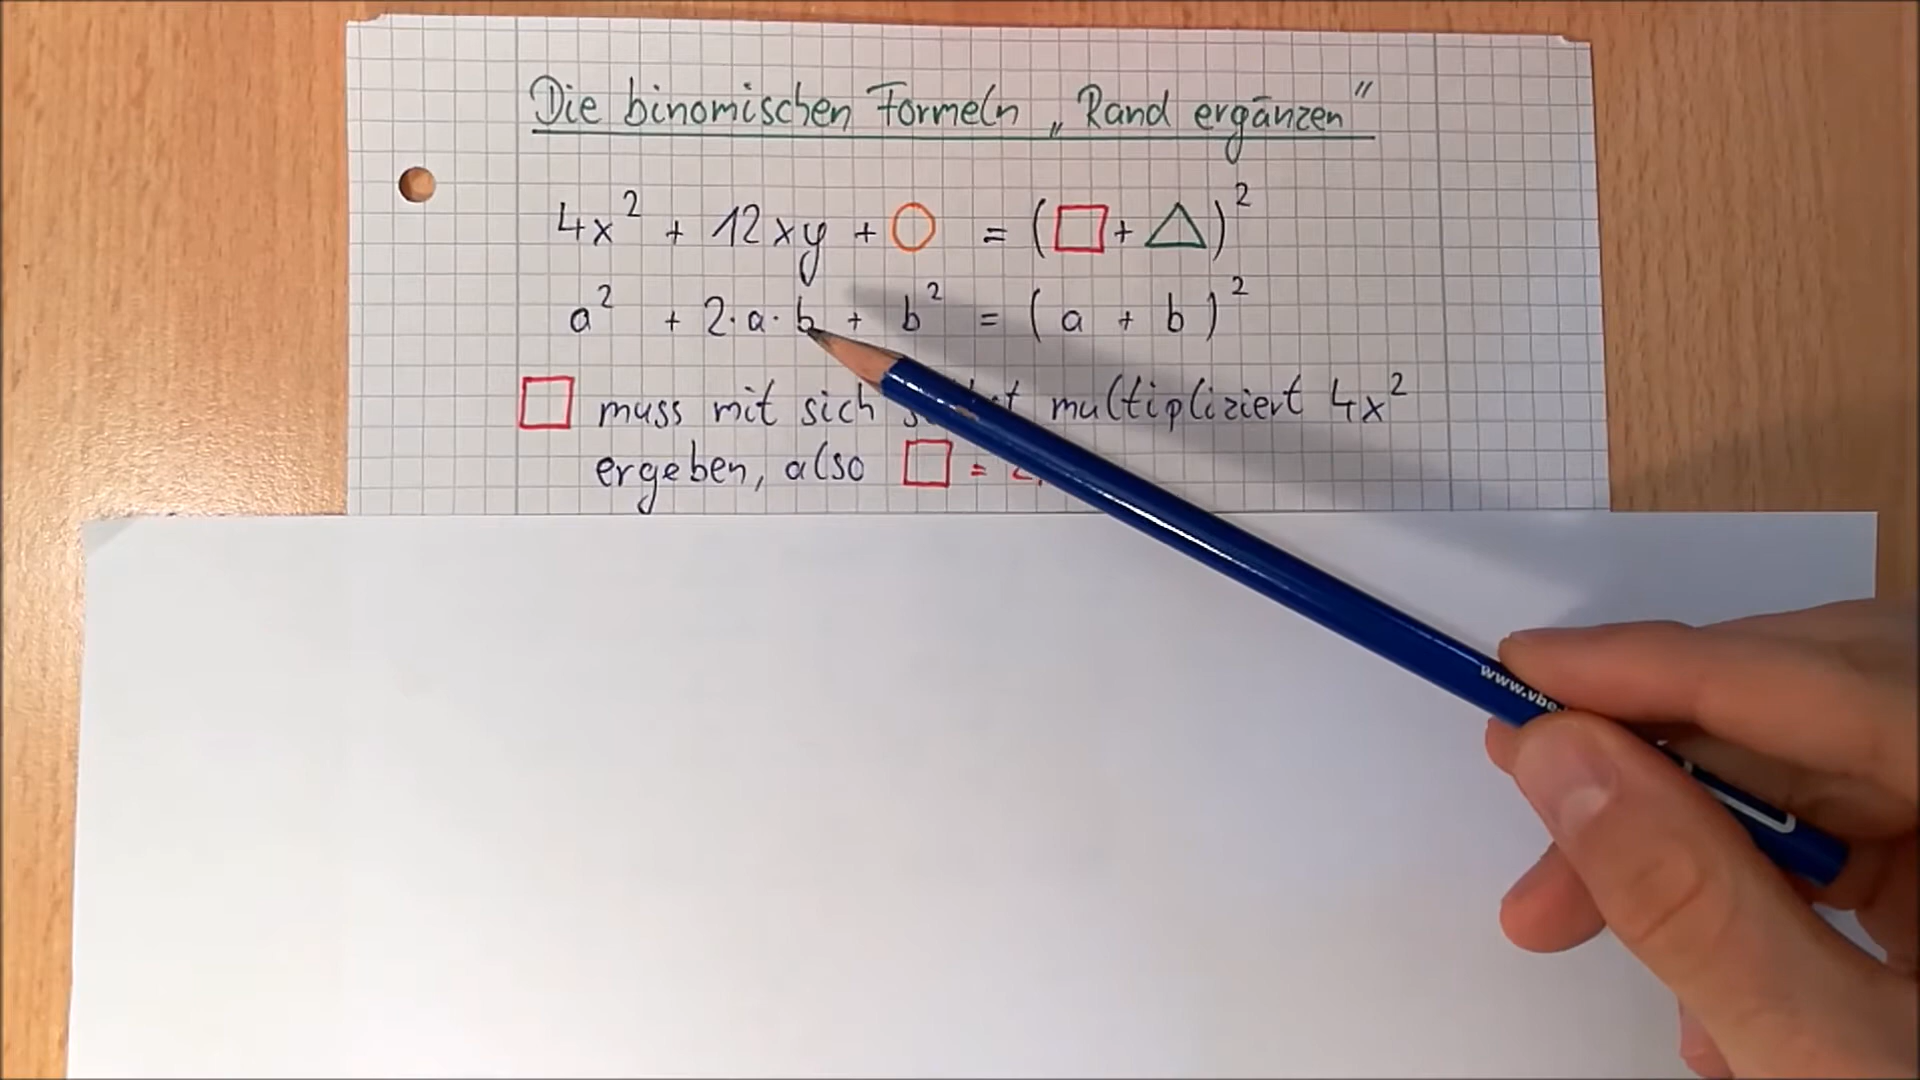 Die binomischen Formeln „Rand ergänzen“
4x² + 12xy + ○ = (□ + △)²
a² + 2·a·b + b² = (a + b)²
□ muss mit sich multipliziert 4x²
ergeben, also □ =
www.vbe